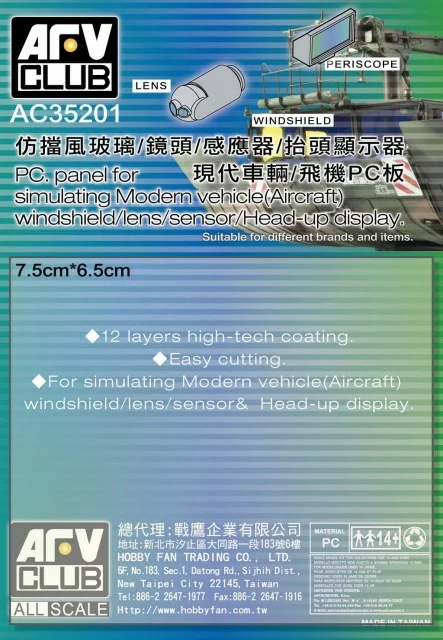 AFV
CLUB
AC35201
LENS
PERISCOPE
WINDSHIELD
仿擋風玻璃/鏡頭/感應器/抬頭顯示器
PC. panel for 現代車輛/飛機PC板
simulating Modern vehicle(Aircraft)
windshield/lens/sensor/Head-up display.
Suitable for different brands and items.
7.5cm*6.5cm
◆12 layers high-tech coating.
◆Easy cutting.
◆For simulating Modern vehicle(Aircraft)
windshield/lens/sensor& Head-up display.
AFV
CLUB
ALL SCALE
總代理:戰鷹企業有限公司
地址:新北市汐止區大同路一段183號6樓
HOBBY FAN TRADING CO., LTD.
6F, No.183, Sec.1, Datong Rd., Sijhih Dist.,
New Taipei City 22145, Taiwan
Tel:886-2 2647-1977 Fax:886-2 2647-1916
Http://www.hobbyfan.com.tw
MATERIAL
PC
14+
MADE IN TAIWAN